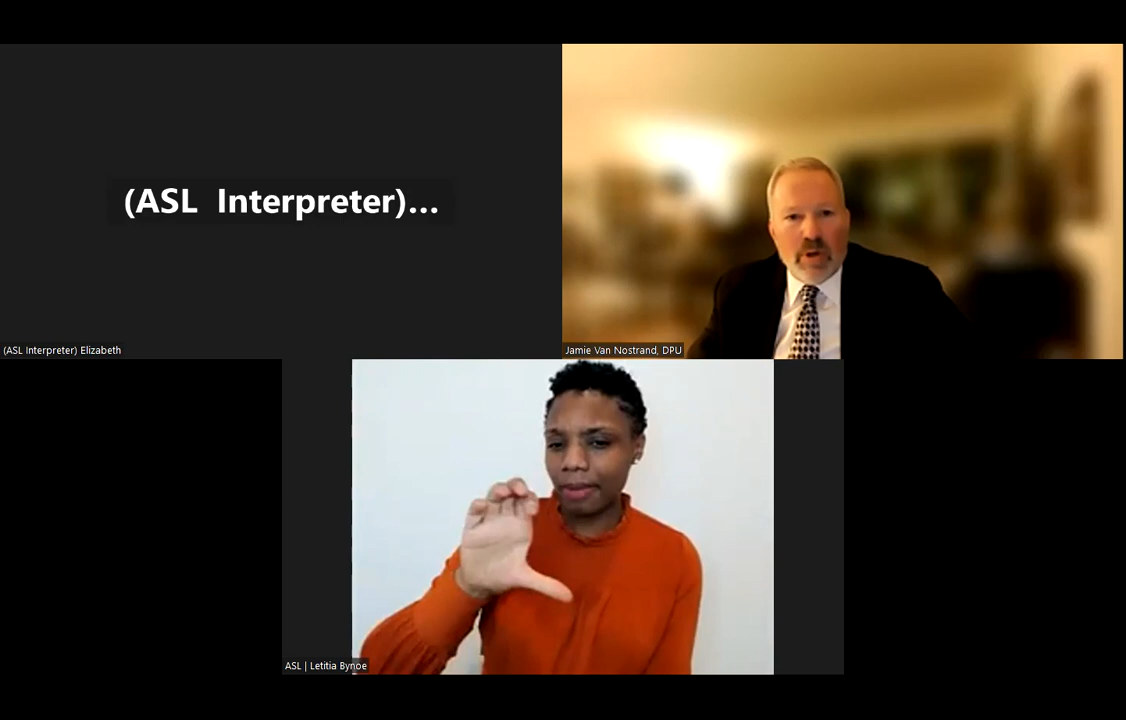 (ASL Interpreter)...
(ASL Interpreter) Elizabeth
Jamie Van Nostrand, DPU
ASL | Letitia Bynoe